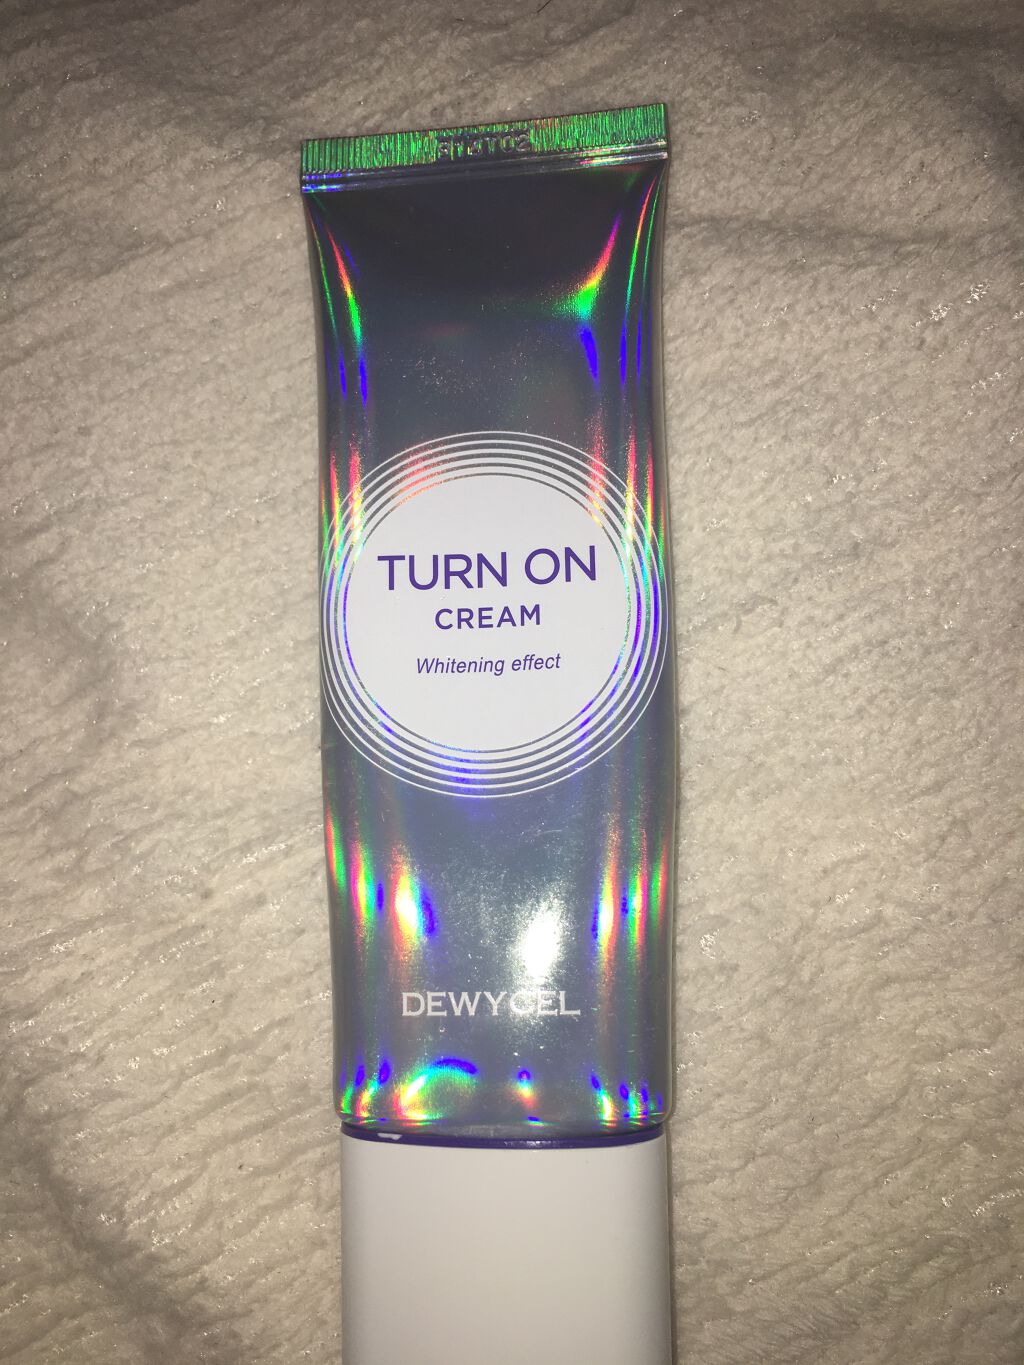 TURN ON
CREAM
Whitening effect
DEWYCEL